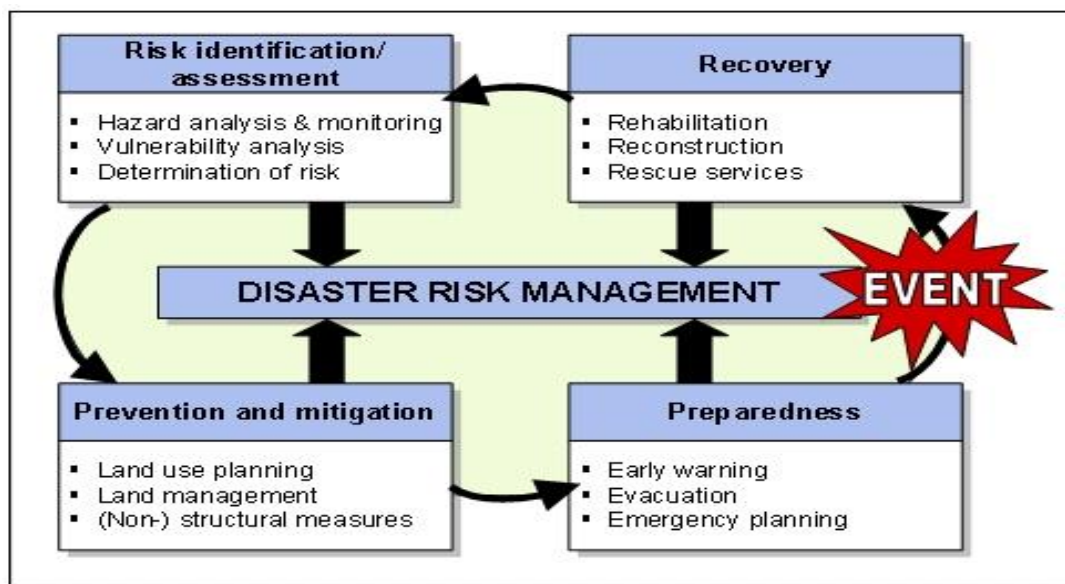 Risk identification/
assessment
▪ Hazard analysis & monitoring
▪ Vulnerability analysis
▪ Determination of risk
Recovery
▪ Rehabilitation
▪ Reconstruction
▪ Rescue services
DISASTER RISK MANAGEMENT
EVENT
Prevention and mitigation
▪ Land use planning
▪ Land management
▪ (Non-) structural measures
Preparedness
▪ Early warning
▪ Evacuation
▪ Emergency planning